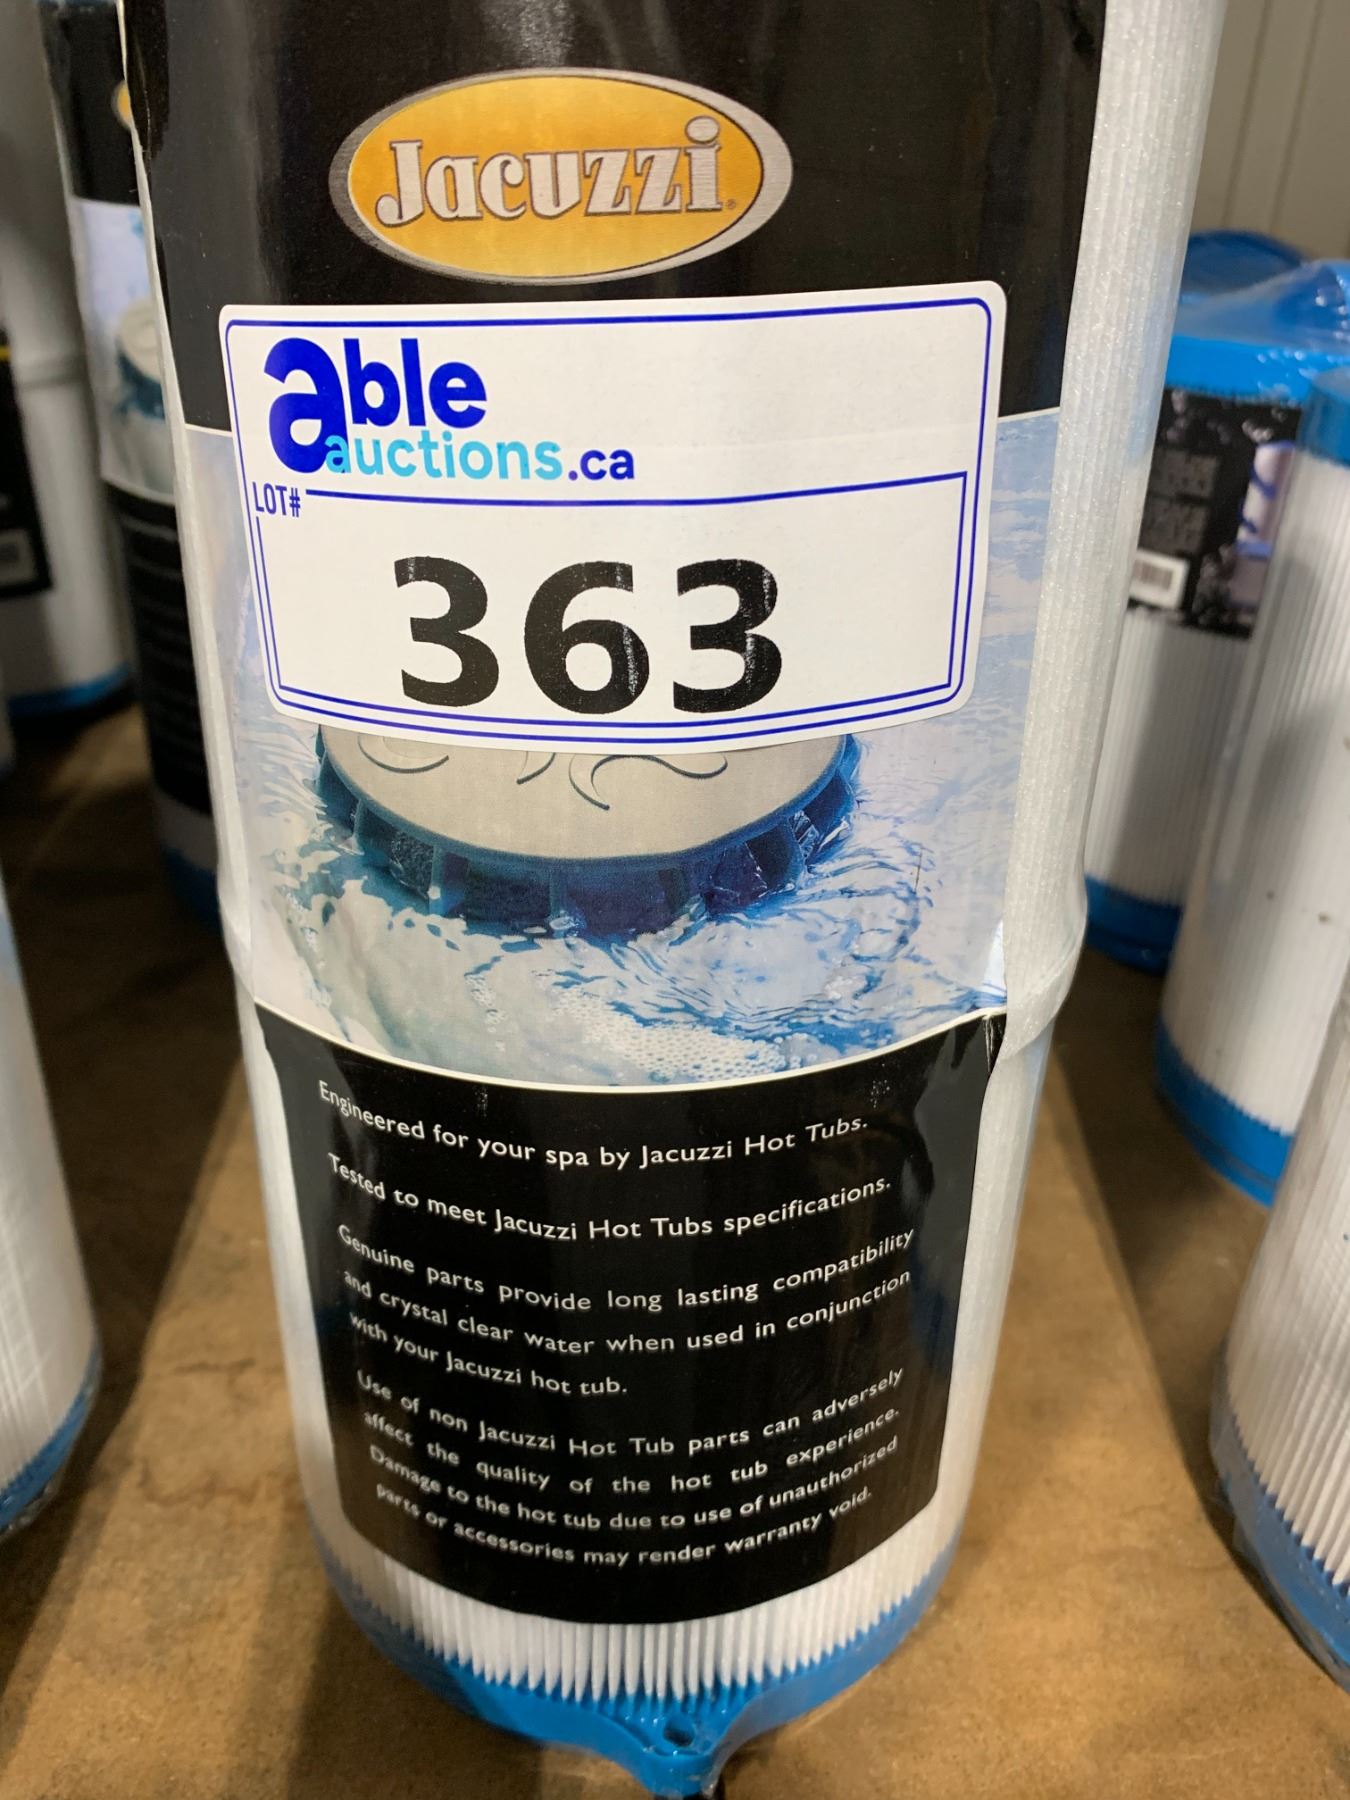 Jacuzzi®
able
auctions.ca
LOT#
363
Engineered for your spa by Jacuzzi Hot Tubs.
Tested to meet Jacuzzi Hot Tubs specifications.
Genuine parts provide long lasting compatibility
and crystal clear water when used in conjunction
with your Jacuzzi hot tub.
Use of non Jacuzzi Hot Tub parts can adversely
affect the quality of the hot tub experience.
Damage to the hot tub due to use of unauthorized
parts or accessories may render warranty void.